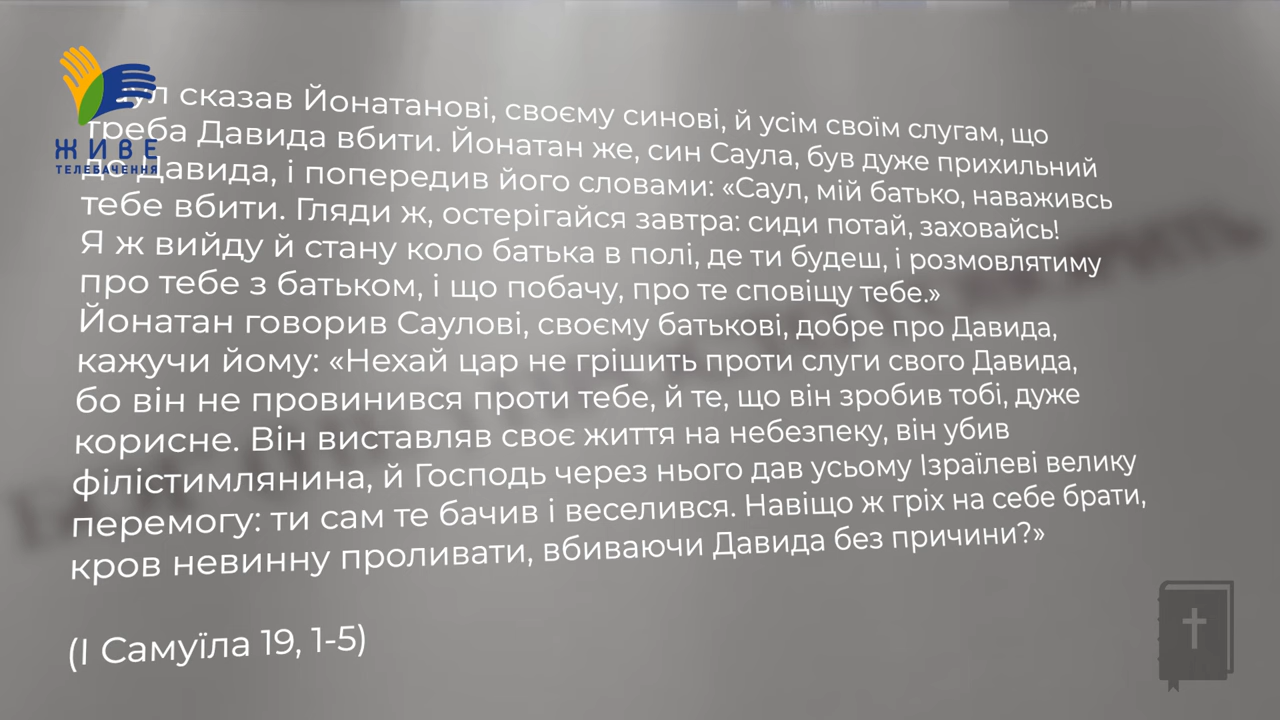 ЖИВЕ
ТЕЛЕБАЧЕННЯ
Саул сказав Йонатанові, своєму синові, й усім своїм слугам, що
треба Давида вбити. Йонатан же, син Саула, був дуже прихильний
до Давида, і попередив його словами: «Саул, мій батько, наваживсь
тебе вбити. Гляди ж, остерігайся завтра: сиди потай, заховайсь!
Я ж вийду й стану коло батька в полі, де ти будеш, і розмовлятиму
про тебе з батьком, і що побачу, про те сповіщу тебе.»
Йонатан говорив Саулові, своєму батькові, добре про Давида,
кажучи йому: «Нехай цар не грішить проти слуги свого Давида,
бо він не провинився проти тебе, й те, що він зробив тобі, дуже
корисне. Він виставляв своє життя на небезпеку, він убив
філістимлянина, й Господь через нього дав усьому Ізраїлеві велику
перемогу: ти сам те бачив і веселився. Навіщо ж гріх на себе брати,
кров невинну проливати, вбиваючи Давида без причини?»
(І Самуїла 19, 1-5)